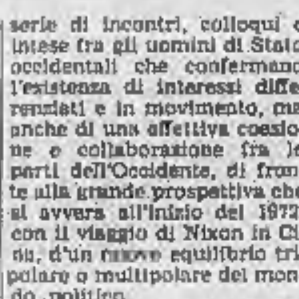 serie di incontri, colloqui e
intese fra gli uomini di Stato
occidentali che confermano
l'esistenza di interessi diffe
renziati e in movimento, ma
anche di una effettiva coesio
ne e collaborazione fra le
parti dell'Occidente, di fron
te alla grande prospettiva che
si avvera all'inizio del 1972
con il viaggio di Nixon in Ci
na, d'un nuovo equilibrio tri
polare o multipolare del mon
do politico